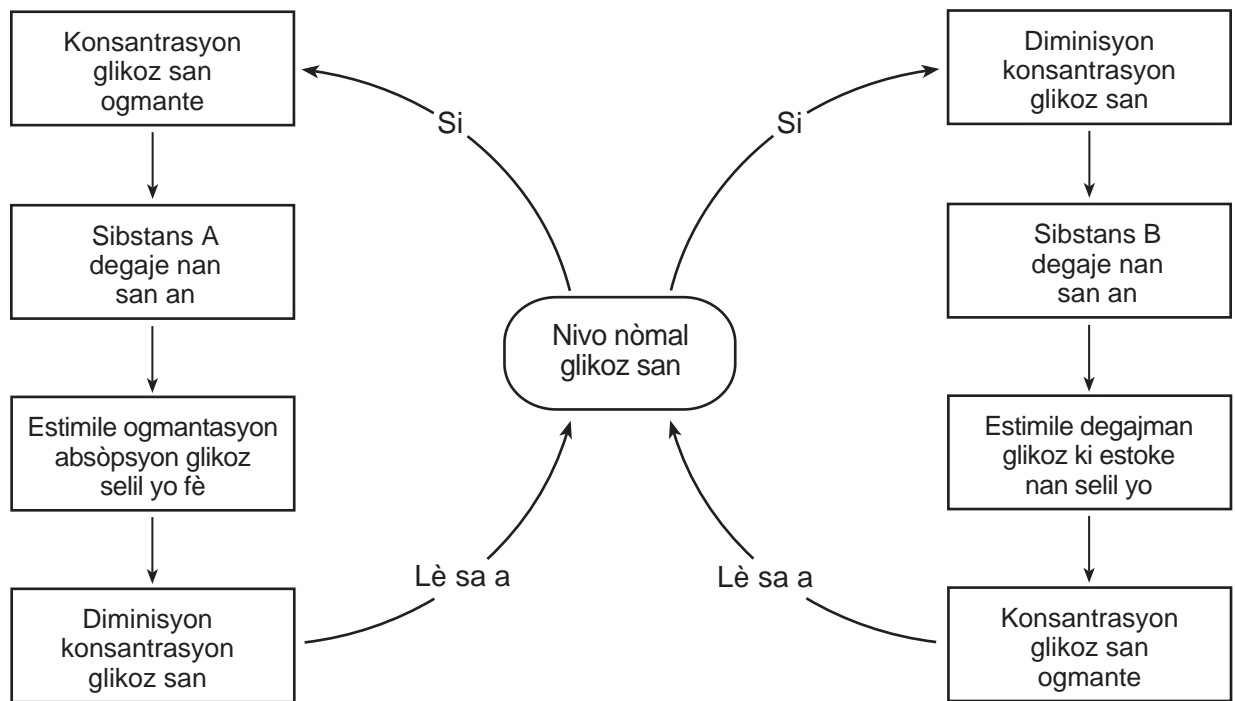 Konsantrasyon
glikoz san
ogmante
Si
Sibstans A
degaje nan
san an
Estimile ogmantasyon
absòpsyon glikoz
selil yo fè
Diminisyon
konsantrasyon
glikoz san
Lè sa a
Nivo nòmal
glikoz san
Si
Diminisyon
konsantrasyon
glikoz san
Sibstans B
degaje nan
san an
Estimile degajman
glikoz ki estoke
nan selil yo
Konsantrasyon
glikoz san
ogmante
Lè sa a